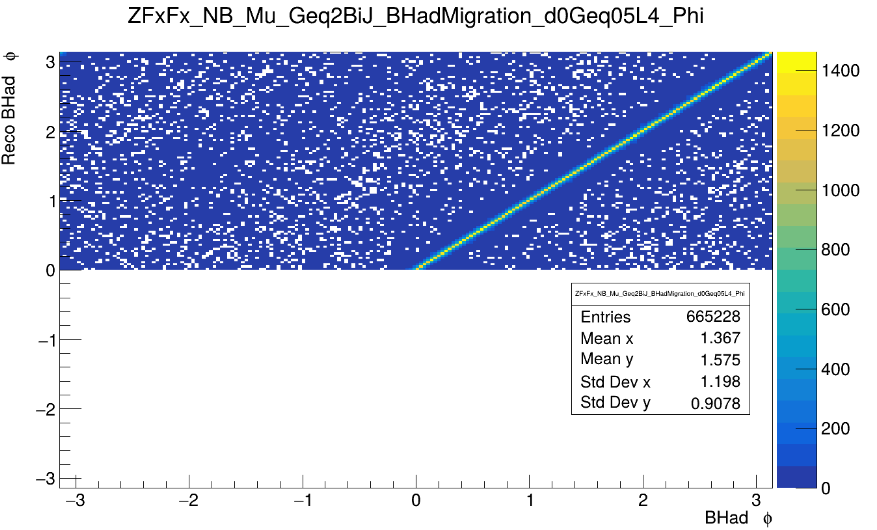 ZFxFx_NB_Mu_Geq2BiJ_BHadMigration_d0Geq05L4_Phi
Reco BHad ϕ
3
2
1
0
−1
−2
−3
−3
−2
−1
0
1
2
3
BHad ϕ
1400
1200
1000
800
600
400
200
0
ZFxFx_NB_Mu_Geq2BiJ_BHadMigration_d0Geq05L4_Phi
Entries 665228
Mean x 1.367
Mean y 1.575
Std Dev x 1.198
Std Dev y 0.9078